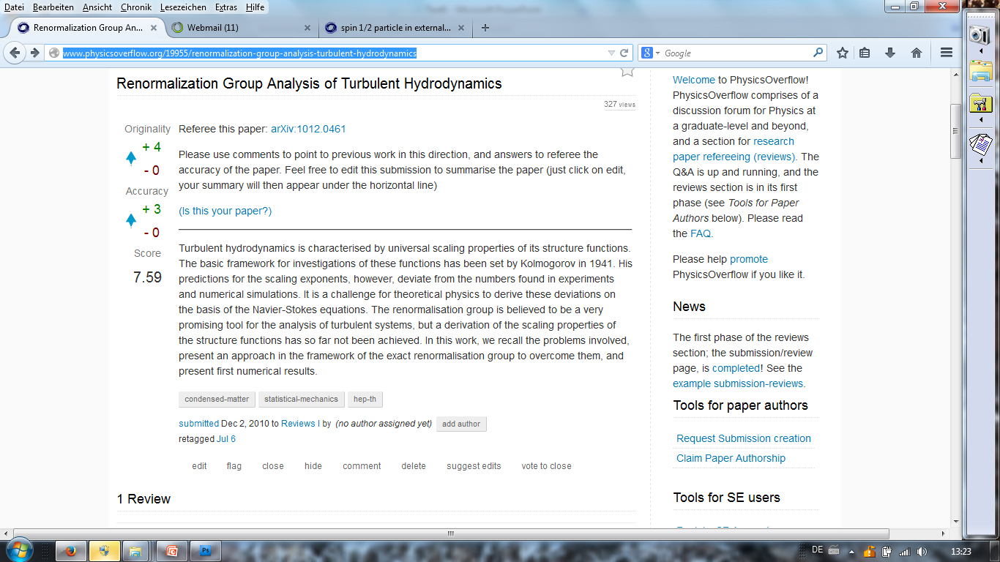 Datei Bearbeiten Ansicht Chronik Lesezeichen Extras Hilfe
Renormalization Group An...
Webmail (11)
spin 1/2 particle in external...
www.physicsoverflow.org/19955/renormalization-group-analysis-turbulent-hydrodynamics
Google
Renormalization Group Analysis of Turbulent Hydrodynamics
327 views
Originality
+ 4
- 0
Accuracy
+ 3
- 0
Score
7.59
Referee this paper: arXiv:1012.0461
Please use comments to point to previous work in this direction, and answers to referee the
accuracy of the paper. Feel free to edit this submission to summarise the paper (just click on edit,
your summary will then appear under the horizontal line)
(Is this your paper?)
Turbulent hydrodynamics is characterised by universal scaling properties of its structure functions.
The basic framework for investigations of these functions has been set by Kolmogorov in 1941. His
predictions for the scaling exponents, however, deviate from the numbers found in experiments
and numerical simulations. It is a challenge for theoretical physics to derive these deviations on
the basis of the Navier-Stokes equations. The renormalisation group is believed to be a very
promising tool for the analysis of turbulent systems, but a derivation of the scaling properties of
the structure functions has so far not been achieved. In this work, we recall the problems involved,
present an approach in the framework of the exact renormalisation group to overcome them, and
present first numerical results.
condensed-matter statistical-mechanics hep-th
submitted Dec 2, 2010 to Reviews I by (no author assigned yet) add author
retagged Jul 6
edit flag close hide comment delete suggest edits vote to close
1 Review
Welcome to PhysicsOverflow!
PhysicsOverflow comprises of a
discussion forum for Physics at
a graduate-level and beyond,
and a section for research
paper refereeing (reviews). The
Q&A is up and running, and the
reviews section is in its first
phase (see Tools for Paper
Authors below). Please read
the FAQ.
Please help promote
PhysicsOverflow if you like it.
News
The first phase of the reviews
section; the submission/review
page, is completed! See the
example submission-reviews.
Tools for paper authors
Request Submission creation
Claim Paper Authorship
Tools for SE users
DE
13:23